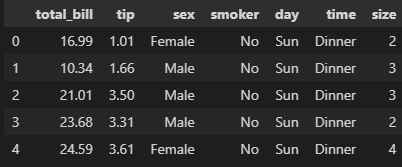 total_bill tip sex smoker day time size
0 16.99 1.01 Female No Sun Dinner 2
1 10.34 1.66 Male No Sun Dinner 3
2 21.01 3.50 Male No Sun Dinner 3
3 23.68 3.31 Male No Sun Dinner 2
4 24.59 3.61 Female No Sun Dinner 4